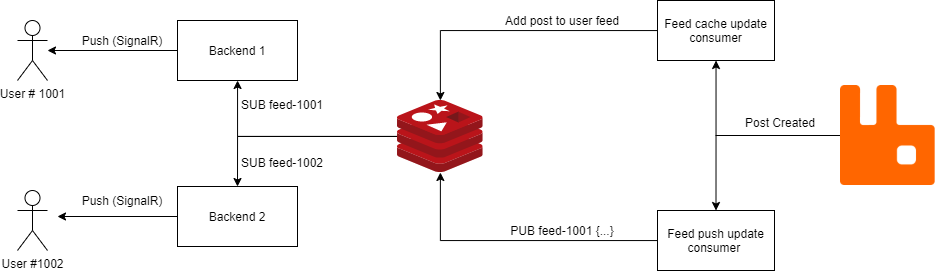 Add post to user feed
Feed cache update
consumer
Push (SignalR)
Backend 1
User # 1001
SUB feed-1001
Post Created
SUB feed-1002
Push (SignalR)
Backend 2
PUB feed-1001 {...}
Feed push update
consumer
User #1002